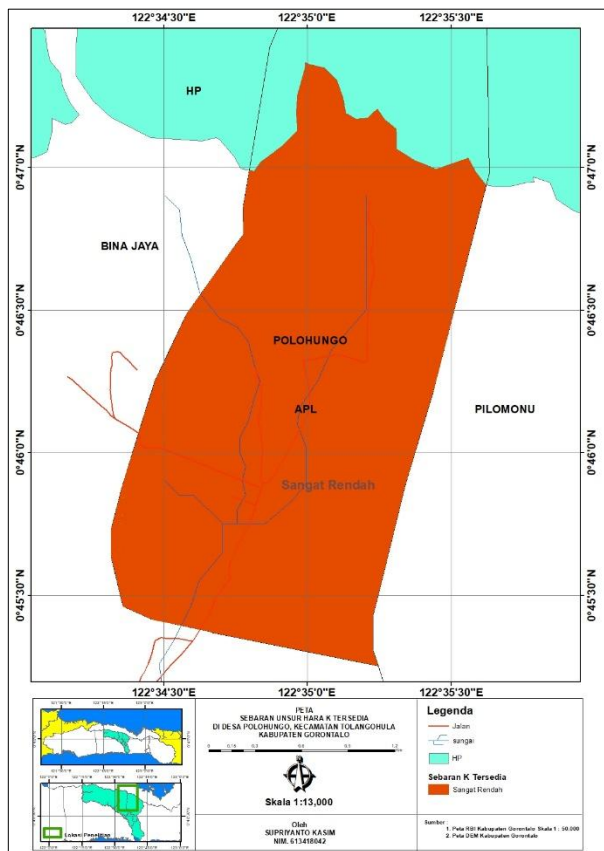 122°34'30"E 122°35'0"E 122°35'30"E
HP
0°47'0"N 0°47'0"N
BINA JAYA
0°46'30"N 0°46'30"N
POLOHUNGO
APL
PILOMONU
0°46'0"N 0°46'0"N
Sangat Rendah
0°45'30"N 0°45'30"N
122°34'30"E 122°35'0"E 122°35'30"E
PETA
SEBARAN UNSUR HARA K TERSEDIA
DI DESA POLOHUNGO, KECAMATAN TOLANGOHULA
KABUPATEN GORONTALO
Skala 1:13,000
Oleh
SUPRIYANTO KASIM
NIM. 613418042
Lokasi Penelitian
Legenda
Jalan
sungai
HP
Sebaran K Tersedia
Sangat Rendah
Sumber :
1. Peta RBI Kabupaten Gorontalo Skala 1 : 50.000
2. Peta DEM Kabupaten Gorontalo